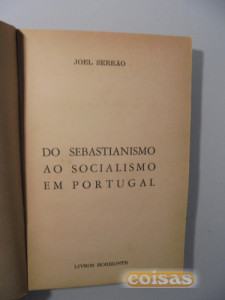 JOEL SERRÃO
DO SEBASTIANISMO
AO SOCIALISMO
EM PORTUGAL
LIVROS HORIZONTE
coisas